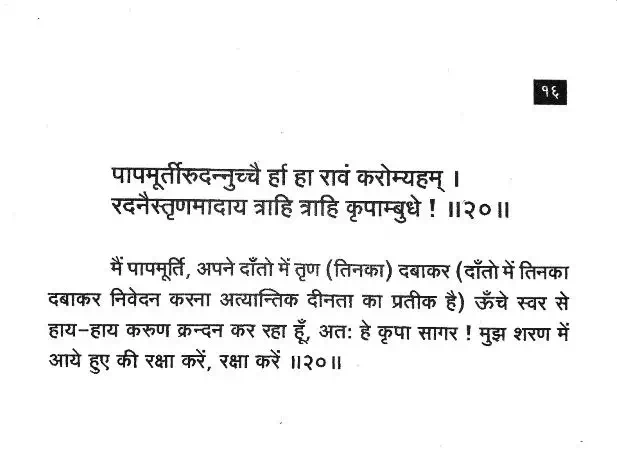 १६
पापमूर्तीरुदन्नुच्चै र्हा हा रावं करोम्यहम् ।
रदनैस्तृणमादाय त्राहि त्राहि कृपाम्बुधे ! ॥२०॥
मैं पापमूर्ति, अपने दाँतो में तृण (तिनका) दबाकर (दाँतो में तिनका
दबाकर निवेदन करना अत्यान्तिक दीनता का प्रतीक है) ऊँचे स्वर से
हाय-हाय करुण क्रन्दन कर रहा हूँ, अतः हे कृपा सागर ! मुझ शरण में
आये हुए की रक्षा करें, रक्षा करें ॥२०॥